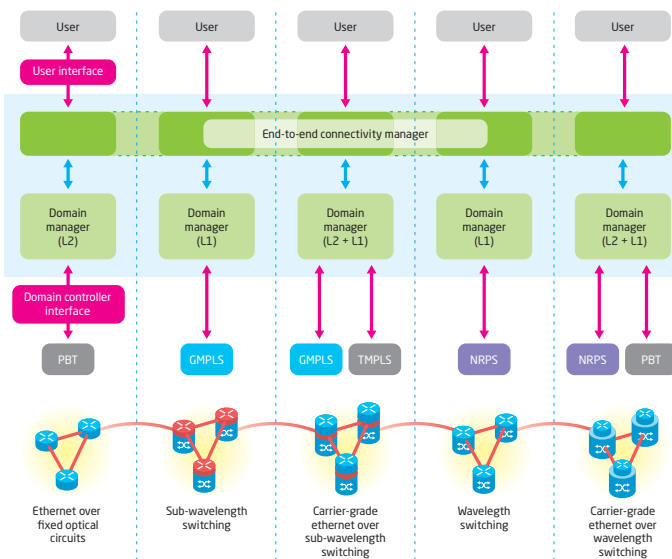 User
User
User
User
User
User interface
End-to-end connectivity manager
Domain
manager
(L2)
Domain
manager
(L1)
Domain
manager
(L2 + L1)
Domain
manager
(L1)
Domain
manager
(L2 + L1)
Domain controller
interface
PBT
GMPLS
GMPLS
TMPLS
NRPS
NRPS
PBT
Ethernet over
fixed optical
circuits
Sub-wavelength
switching
Carrier-grade
ethernet over
sub-wavelength
switching
Wavelegth
switching
Carrier-grade
ethernet over
wavelength
switching